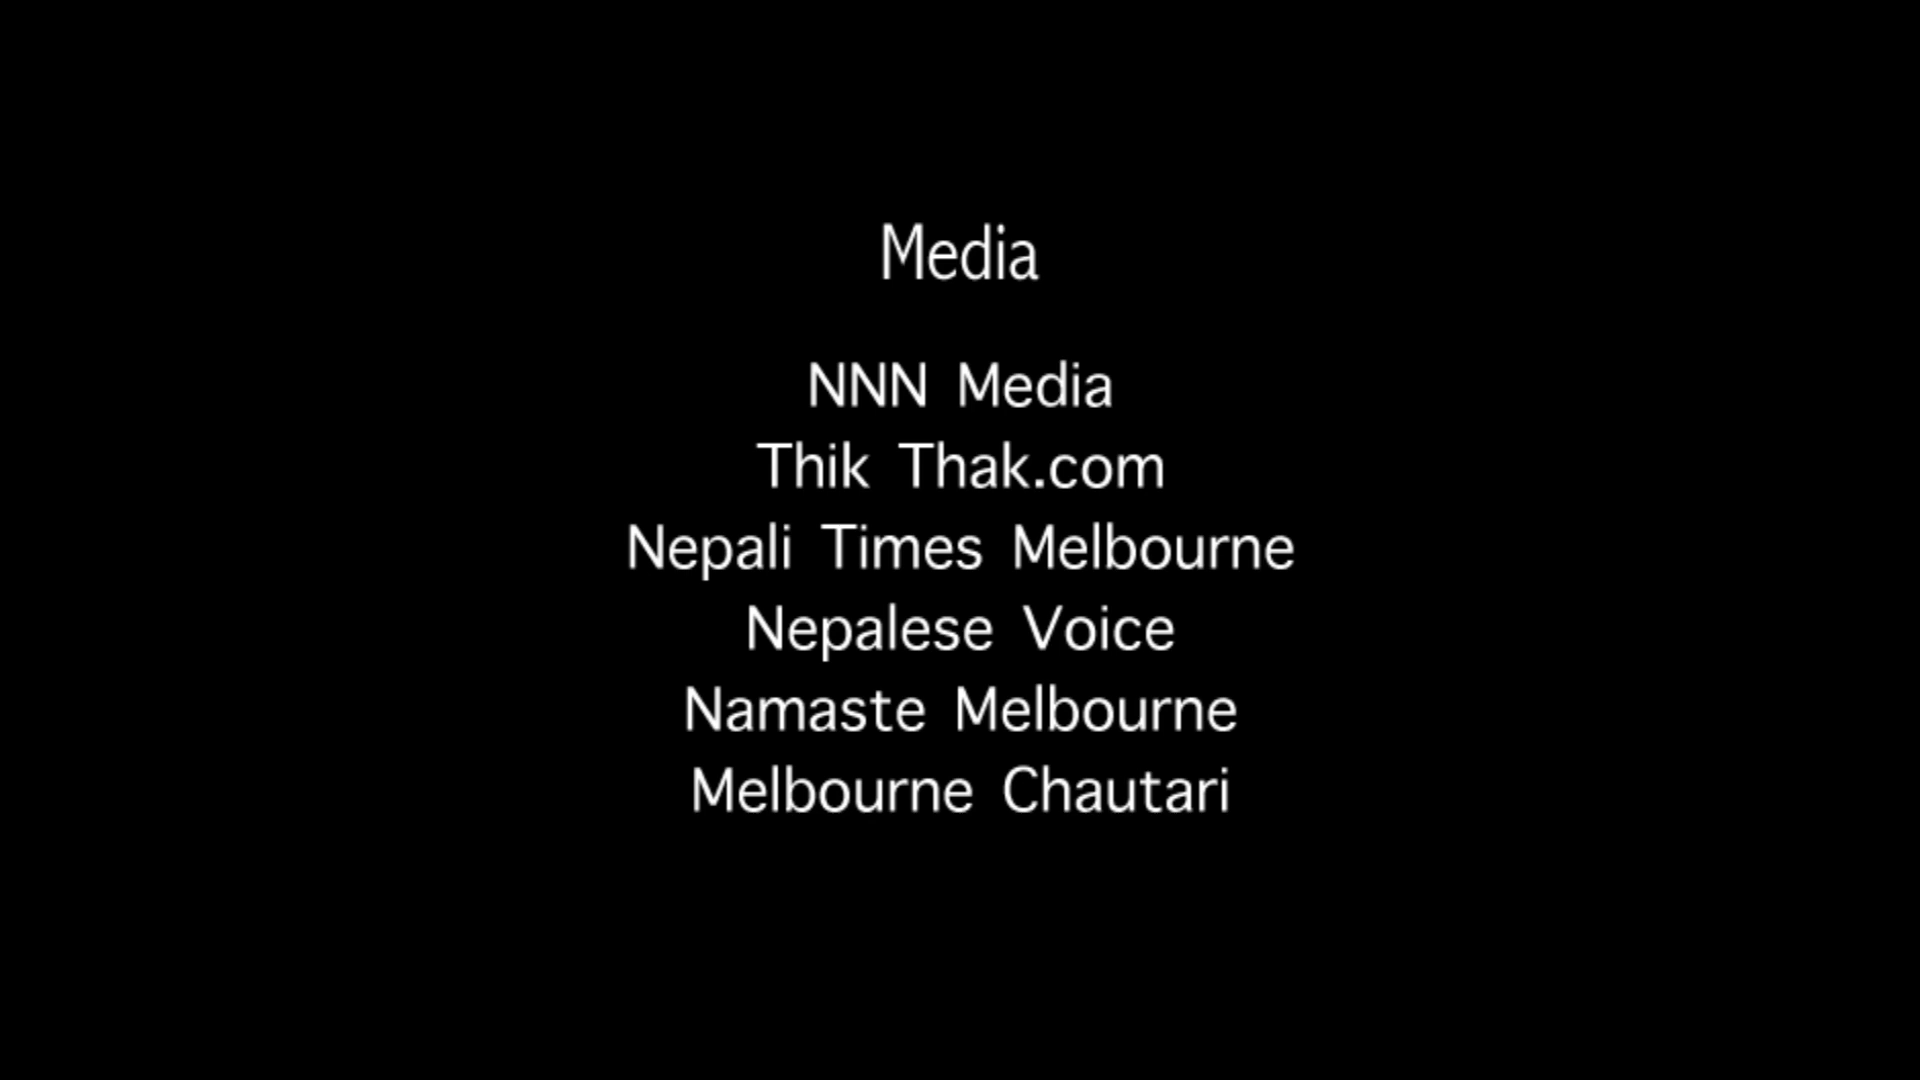 Media
NNN Media
Thik Thak.com
Nepali Times Melbourne
Nepalese Voice
Namaste Melbourne
Melbourne Chautari